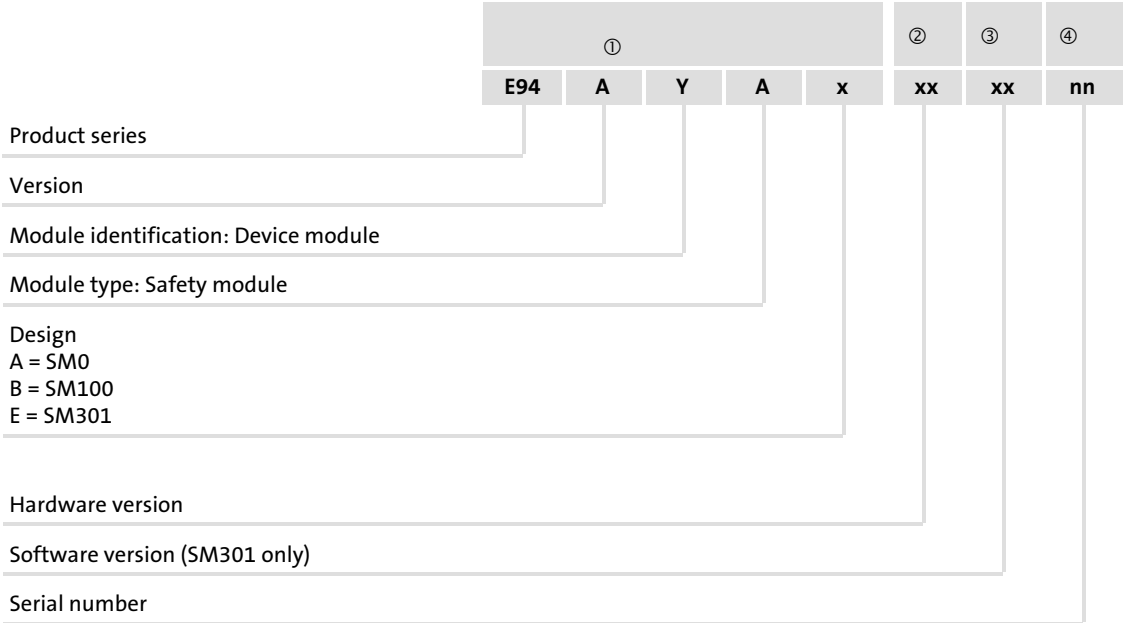 ① ② ③ ④
E94 A Y A x xx xx nn
Product series
Version
Module identification: Device module
Module type: Safety module
Design
A = SM0
B = SM100
E = SM301
Hardware version
Software version (SM301 only)
Serial number